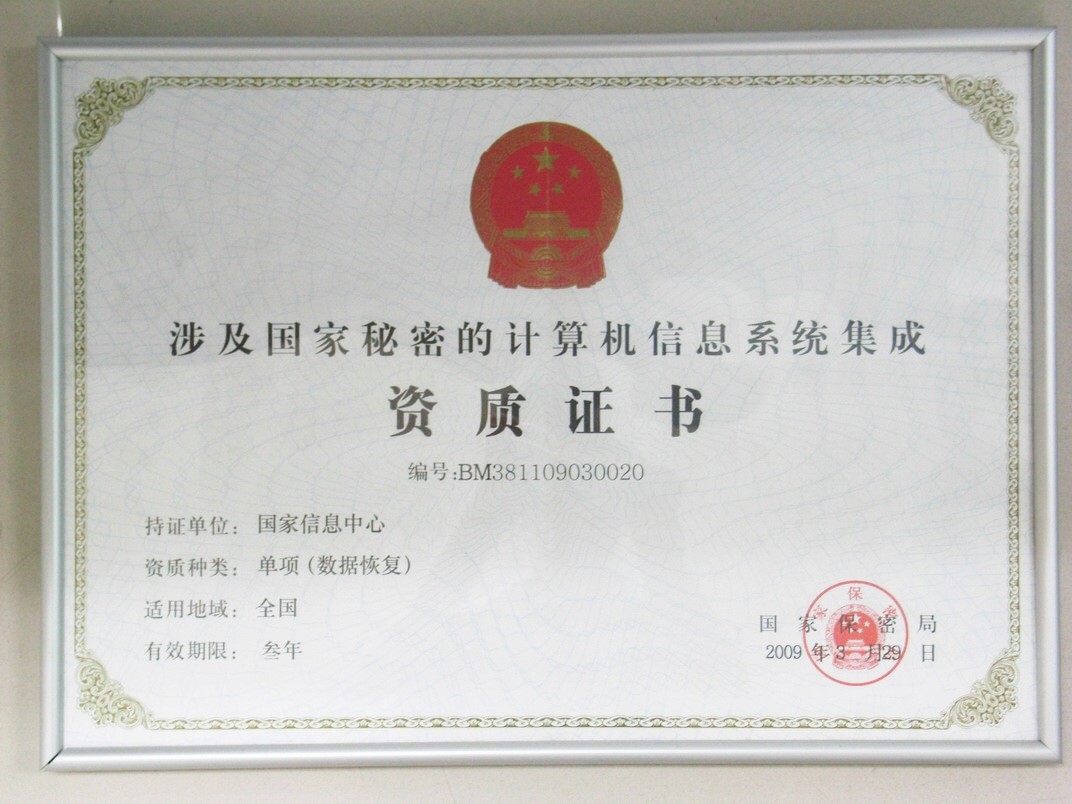 涉及国家秘密的计算机信息系统集成
资质证书
编号:BM381109030020
持证单位: 国家信息中心
资质种类: 单项(数据恢复)
适用地域: 全国
有效期限: 叁年
国家保密局
2009年3月29日